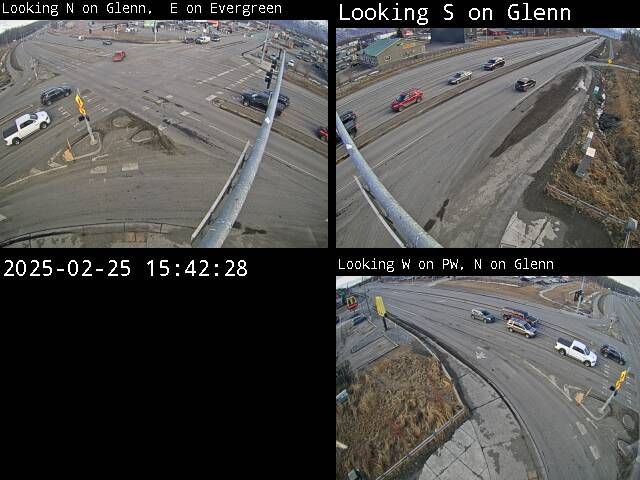 Looking N on Glenn,  E on Evergreen
Looking S on Glenn
2025-02-25 15:42:28
Looking W on PW, N on Glenn